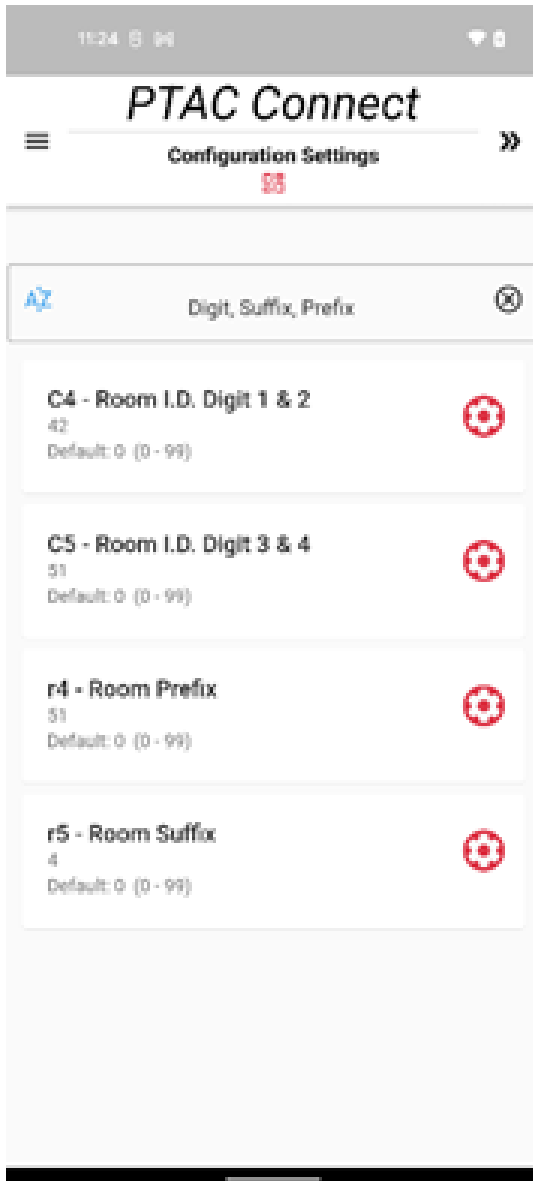 11:24
PTAC Connect
Configuration Settings
AZ
Digit, Suffix, Prefix
C4 - Room I.D. Digit 1 & 2
42
Default: 0 (0 - 99)
C5 - Room I.D. Digit 3 & 4
51
Default: 0 (0 - 99)
r4 - Room Prefix
51
Default: 0 (0 - 99)
r5 - Room Suffix
4
Default: 0 (0 - 99)